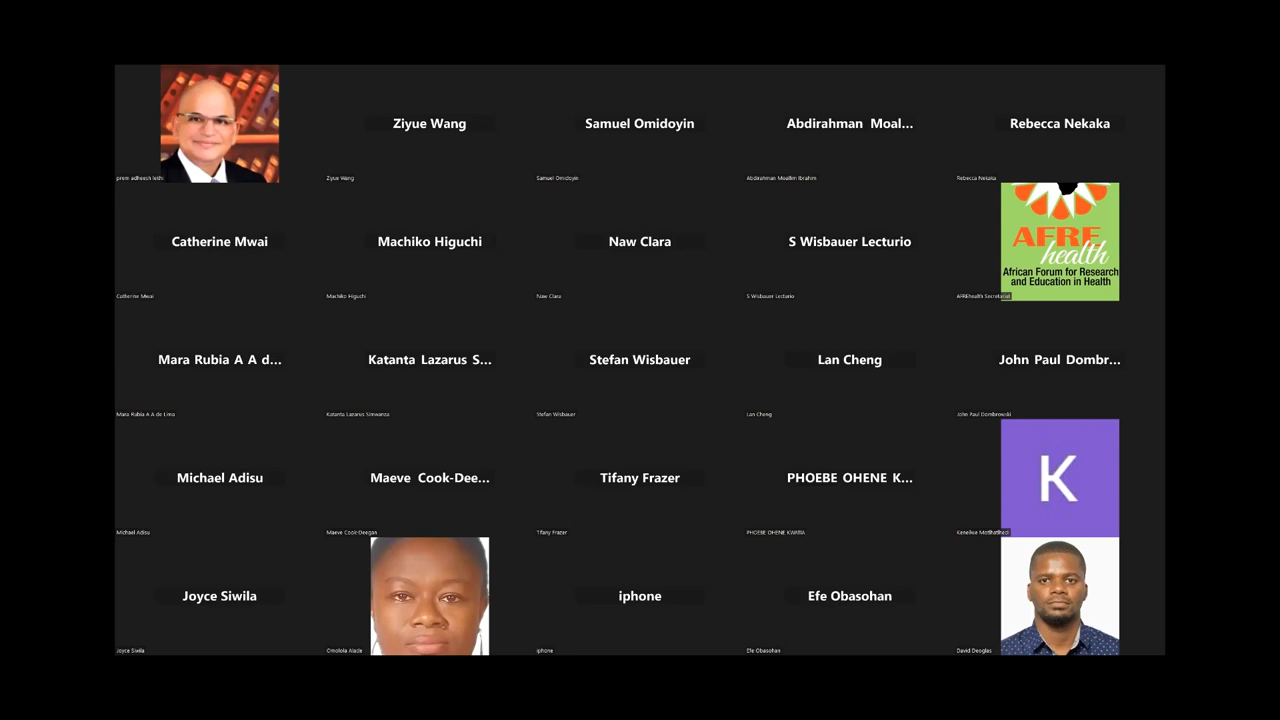 Ziyue Wang
Samuel Omidoyin
Abdirahman Moal...
Rebecca Nekaka
prem adheesh lekhi
Ziyue Wang
Samuel Omidoyin
Abdirahman Moallim Ibrahim
Rebecca Nekaka
Catherine Mwai
Machiko Higuchi
Naw Clara
S Wisbauer Lecturio
AFRE
health
African Forum for Research
and Education in Health
Catherine Mwai
Machiko Higuchi
Naw Clara
S Wisbauer Lecturio
AFREhealth Secretariat
Mara Rubia A A d...
Katanta Lazarus S...
Stefan Wisbauer
Lan Cheng
John Paul Dombr...
Mara Rubia A A de Lima
Katanta Lazarus Simwanza
Stefan Wisbauer
Lan Cheng
John Paul Dombrowski
Michael Adisu
Maeve Cook-Dee...
Tifany Frazer
PHOEBE OHENE K...
K
Michael Adisu
Maeve Cook-Deegan
Tifany Frazer
PHOEBE OHENE KWAFIA
Keneilwe Motlhatlhedi
Joyce Siwila
iphone
Efe Obasohan
Joyce Siwila
Omolola Alade
iphone
Efe Obasohan
David Deoglas